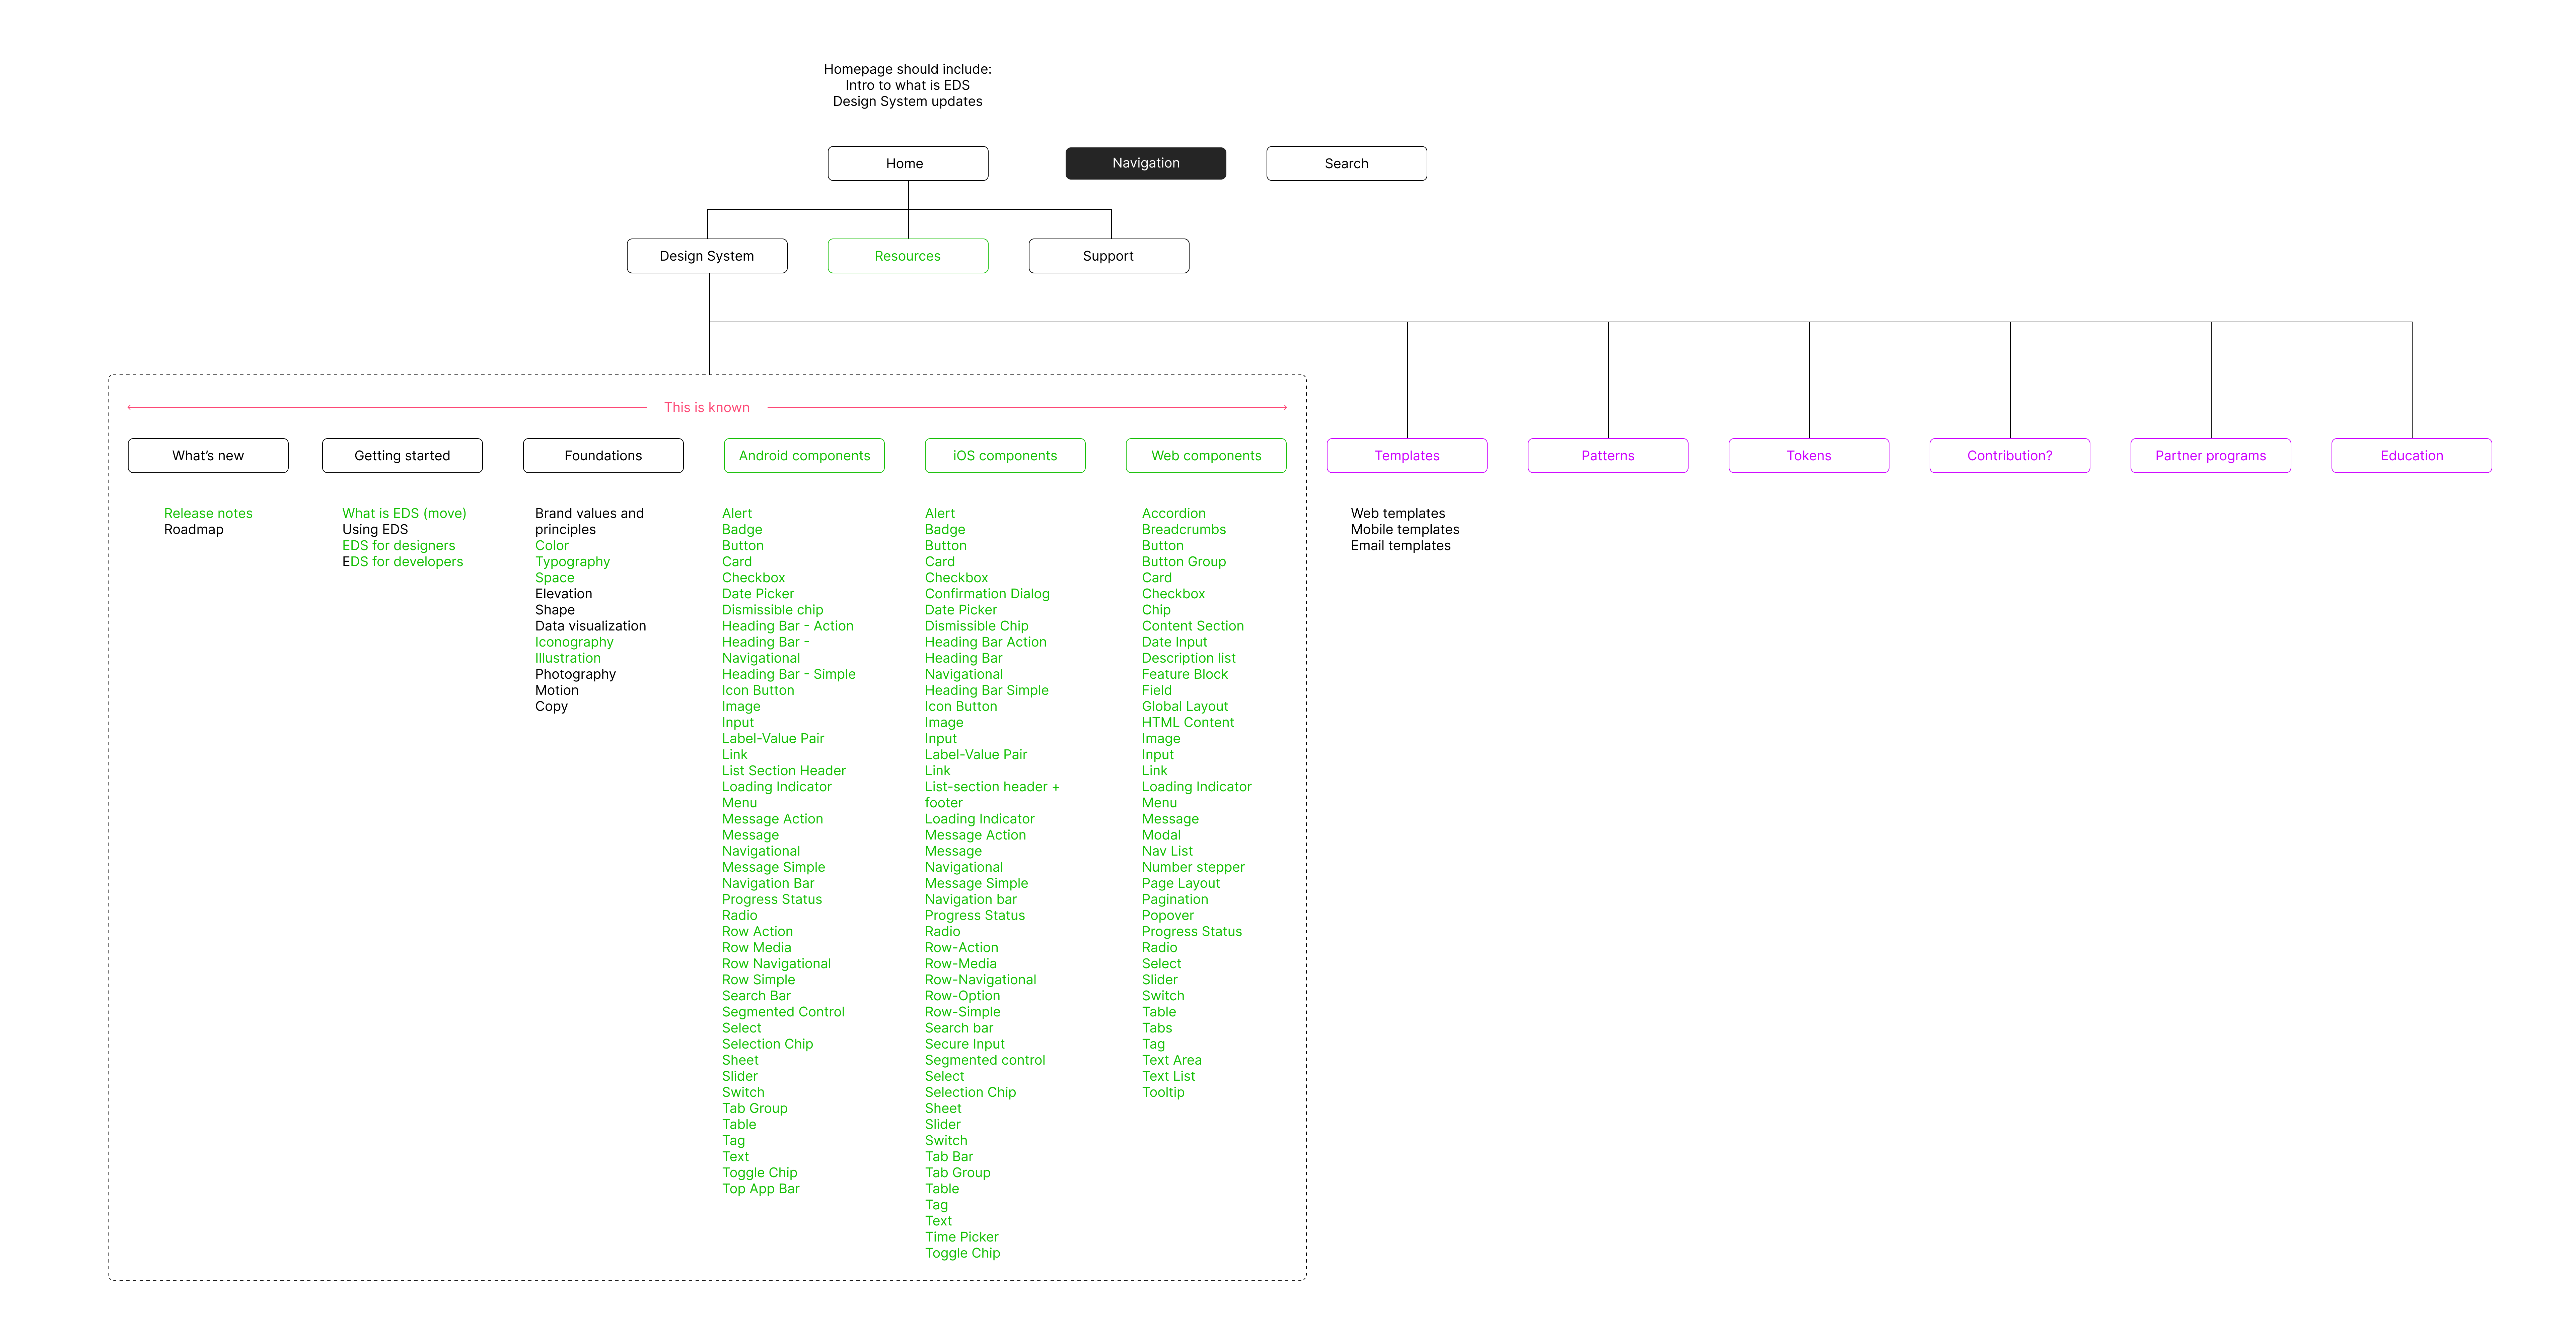 Homepage should include:
Intro to what is EDS
Design System updates
Home
Navigation
Search
Design System
Resources
Support
This is known
What's new
Getting started
Foundations
Android components
iOS components
Web components
Templates
Patterns
Tokens
Contribution?
Partner programs
Education
Release notes
Roadmap
What is EDS (move)
Using EDS
EDS for designers
EDS for developers
Brand values and
principles
Color
Typography
Space
Elevation
Shape
Data visualization
Iconography
Illustration
Photography
Motion
Copy
Alert
Badge
Button
Card
Checkbox
Date Picker
Dismissible chip
Heading Bar - Action
Heading Bar -
Navigational
Heading Bar - Simple
Icon Button
Image
Input
Label-Value Pair
Link
List Section Header
Loading Indicator
Menu
Message Action
Message
Navigational
Message Simple
Navigation Bar
Progress Status
Radio
Row Action
Row Media
Row Navigational
Row Simple
Search Bar
Segmented Control
Select
Selection Chip
Sheet
Slider
Switch
Tab Group
Table
Tag
Text
Toggle Chip
Top App Bar
Alert
Badge
Button
Card
Checkbox
Confirmation Dialog
Date Picker
Dismissible Chip
Heading Bar Action
Heading Bar
Navigational
Heading Bar Simple
Icon Button
Image
Input
Label-Value Pair
Link
List-section header +
footer
Loading Indicator
Message Action
Message
Navigational
Message Simple
Navigation bar
Progress Status
Radio
Row-Action
Row-Media
Row-Navigational
Row-Option
Row-Simple
Search bar
Secure Input
Segmented control
Select
Selection Chip
Sheet
Slider
Switch
Tab Bar
Tab Group
Table
Tag
Text
Time Picker
Toggle Chip
Accordion
Breadcrumbs
Button
Button Group
Card
Checkbox
Chip
Content Section
Date Input
Description list
Feature Block
Field
Global Layout
HTML Content
Image
Input
Link
Loading Indicator
Menu
Message
Modal
Nav List
Number stepper
Page Layout
Pagination
Popover
Progress Status
Radio
Select
Slider
Switch
Table
Tabs
Tag
Text Area
Text List
Tooltip
Web templates
Mobile templates
Email templates